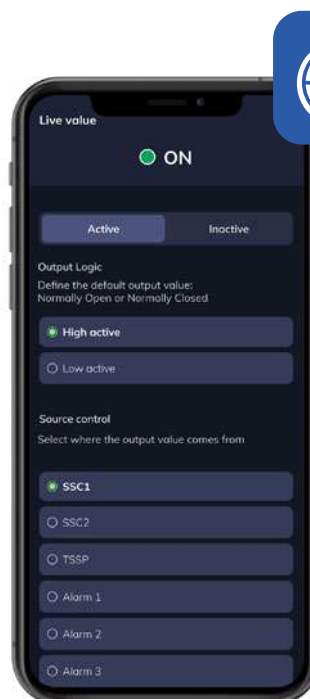 Live value
ON
Active Inactive
Output Logic
Define the default output value:
Normally Open or Normally Closed
High active
Low active
Source control
Select where the output value comes from
SSC1
SSC2
TSSP
Alarm 1
Alarm 2
Alarm 3